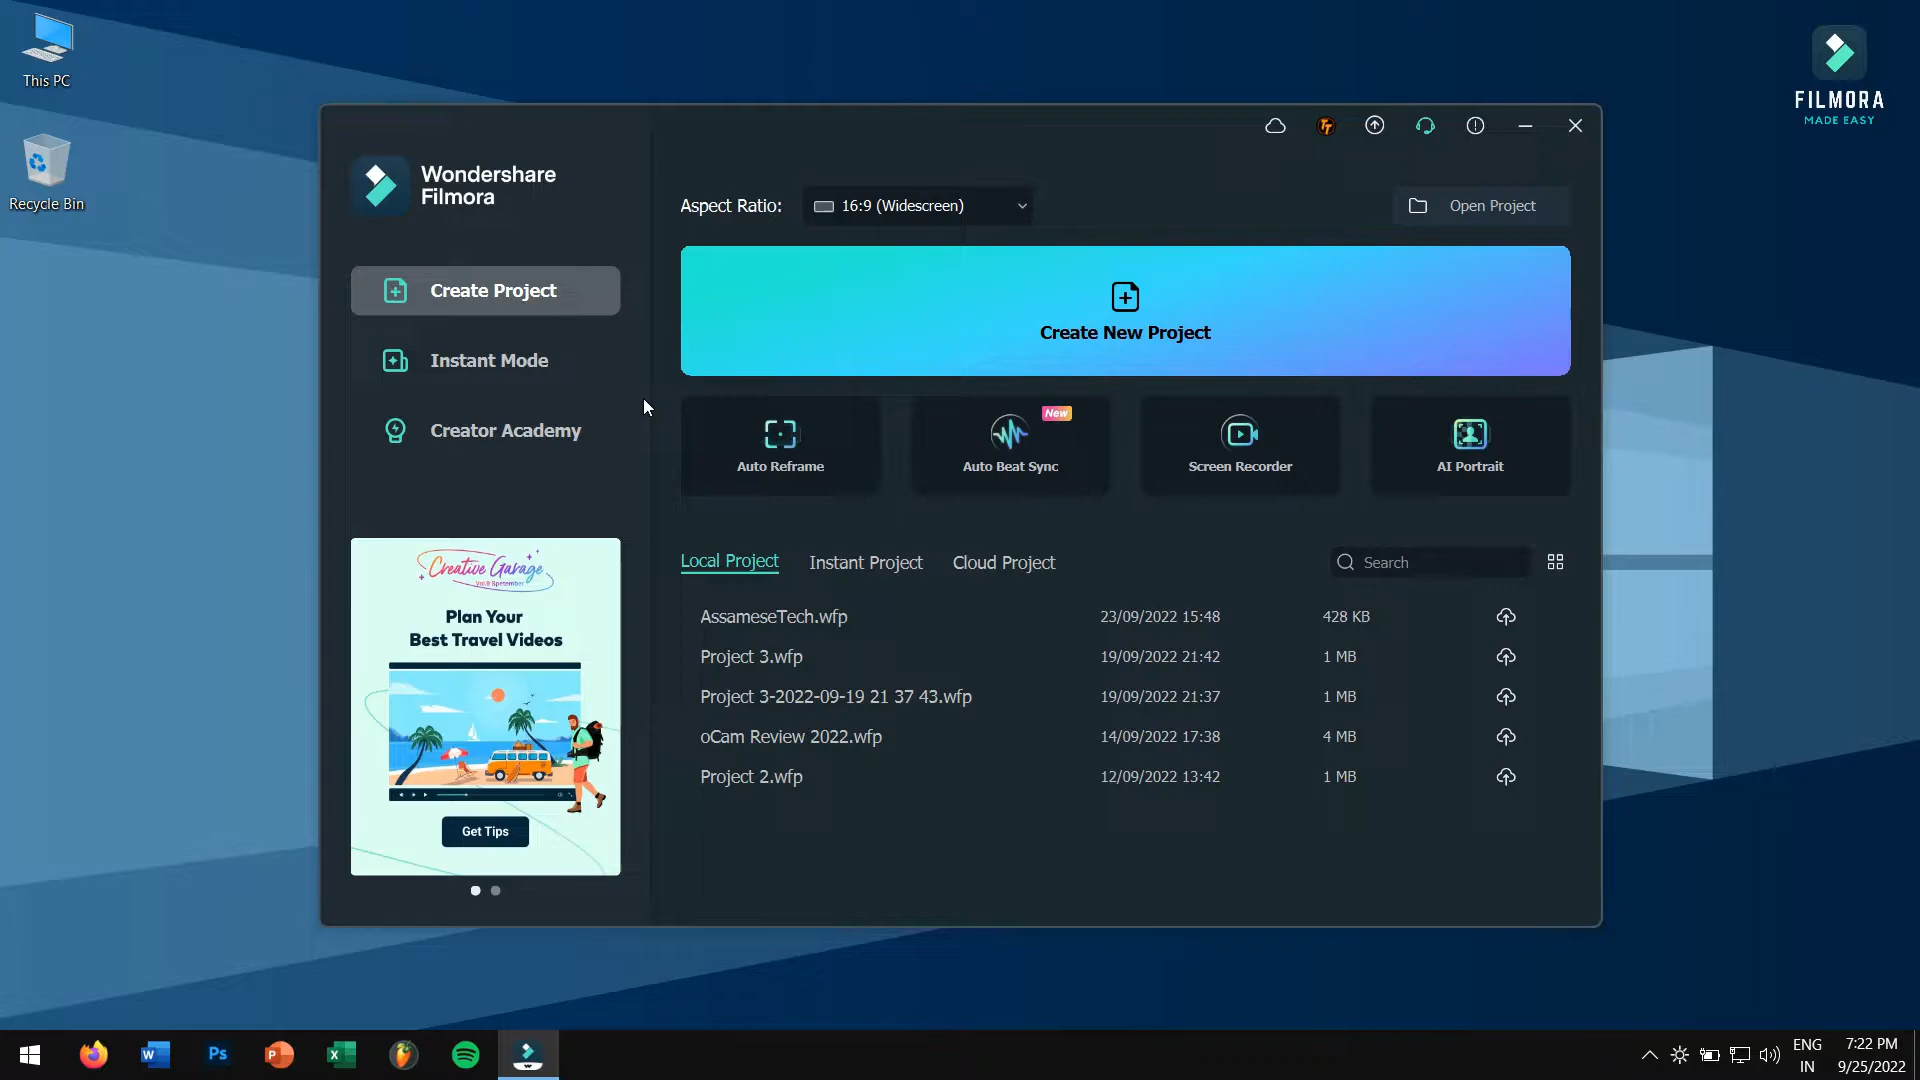 This PC
Recycle Bin
FILMORA
MADE EASY
Wondershare
Filmora
Create Project
Instant Mode
Creator Academy
Creative Garage
Vol.9 Spetember
Plan Your
Best Travel Videos
Get Tips
Aspect Ratio: 16:9 (Widescreen)
Open Project
Create New Project
Auto Reframe
New
Auto Beat Sync
Screen Recorder
AI Portrait
Local Project Instant Project Cloud Project
Search
AssameseTech.wfp 23/09/2022 15:48 428 KB
Project 3.wfp 19/09/2022 21:42 1 MB
Project 3-2022-09-19 21 37 43.wfp 19/09/2022 21:37 1 MB
oCam Review 2022.wfp 14/09/2022 17:38 4 MB
Project 2.wfp 12/09/2022 13:42 1 MB
ENG
IN
7:22 PM
9/25/2022